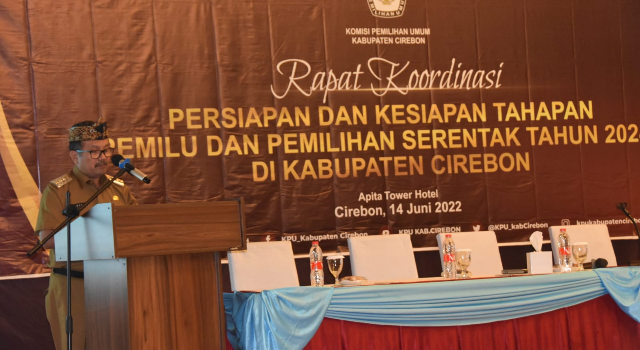 KOMISI PEMILIHAN UMUM
KABUPATEN CIREBON
Rapat Koordinasi
PERSIAPAN DAN KESIAPAN TAHAPAN
PEMILU DAN PEMILIHAN SERENTAK TAHUN 202
DI KABUPATEN CIREBON
Apita Tower Hotel
Cirebon, 14 Juni 2022
KPU_Kabupaten Cirebon
KPU KAB.CIREBON
@KPU_kabCirebon
kpukabupatencirebon